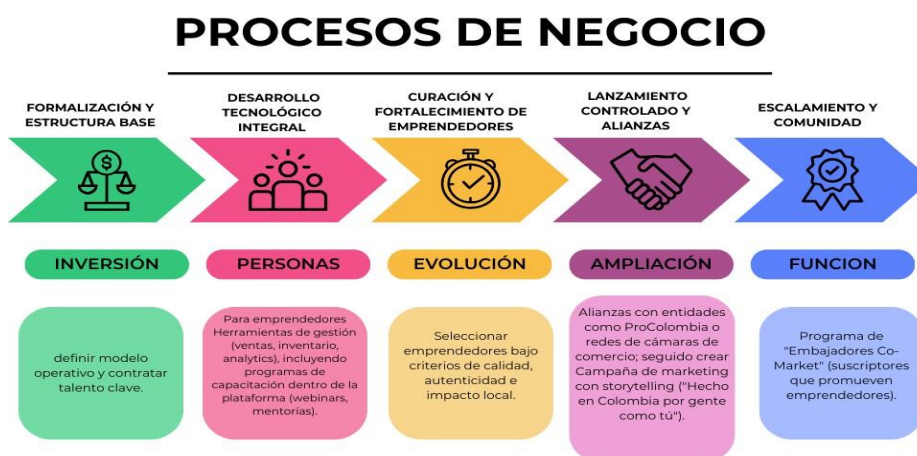 PROCESOS DE NEGOCIO
FORMALIZACIÓN Y
ESTRUCTURA BASE
DESARROLLO
TECNOLÓGICO
INTEGRAL
CURACIÓN Y
FORTALECIMIENTO DE
EMPRENDEDORES
LANZAMIENTO
CONTROLADO Y
ALIANZAS
ESCALAMIENTO Y
COMUNIDAD
$
INVERSIÓN
PERSONAS
EVOLUCIÓN
AMPLIACIÓN
FUNCION
definir modelo
operativo y contratar
talento clave.
Para emprendedores
Herramientas de gestión
(ventas, inventario,
analytics), incluyendo
programas de
capacitación dentro de la
plataforma (webinars,
mentorías).
Seleccionar
emprendedores bajo
criterios de calidad,
autenticidad e
impacto local.
Alianzas con entidades
como ProColombia o
redes de cámaras de
comercio; seguido crear
Campaña de marketing
con storytelling ("Hecho
en Colombia por gente
como tú").
Programa de
"Embajadores Co-
Market" (suscriptores
que promueven
emprendedores).